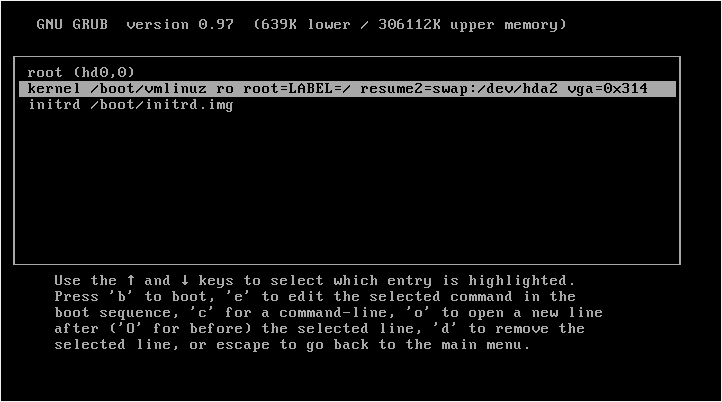 GNU GRUB  version 0.97  (639K lower / 306112K upper memory)
root (hd0,0)
kernel /boot/vmlinuz ro root=LABEL=/ resume2=swap:/dev/hda2 vga=0x314
initrd /boot/initrd.img
Use the ↑ and ↓ keys to select which entry is highlighted.
Press 'b' to boot, 'e' to edit the selected command in the
boot sequence, 'c' for a command-line, 'o' to open a new line
after ('O' for before) the selected line, 'd' to remove the
selected line, or escape to go back to the main menu.